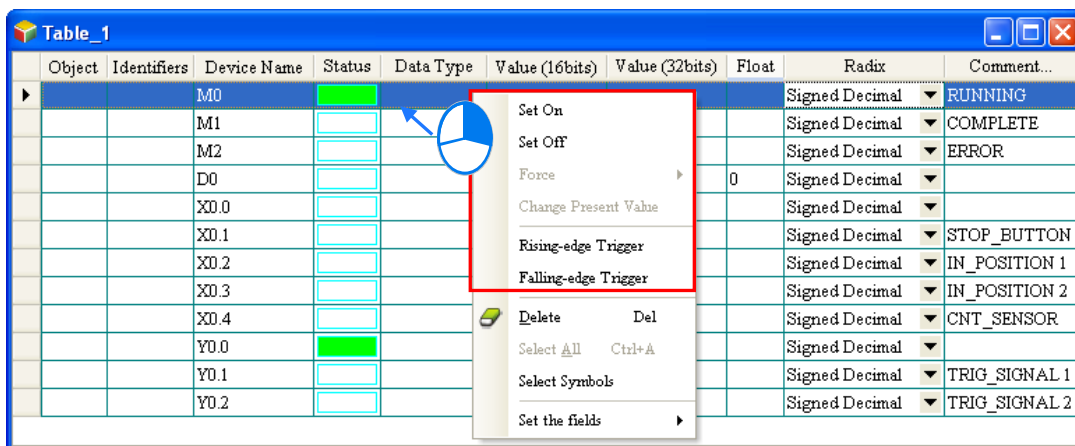 Table_1
Object Identifiers Device Name Status Data Type Value (16bits) Value (32bits) Float Radix Comment...
M0 Signed Decimal RUNNING
Set On
M1 Signed Decimal COMPLETE
Set Off
M2 Signed Decimal ERROR
Force
D0 0 Signed Decimal
Change Present Value
X0.0 Signed Decimal
X0.1 Signed Decimal STOP_BUTTON
Rising-edge Trigger
X0.2 Signed Decimal IN_POSITION 1
Falling-edge Trigger
X0.3 Signed Decimal IN_POSITION 2
X0.4 Signed Decimal CNT_SENSOR
Delete Del
Y0.0 Signed Decimal
Select All Ctrl+A
Y0.1 Signed Decimal TRIG_SIGNAL 1
Select Symbols
Y0.2 Signed Decimal TRIG_SIGNAL 2
Set the fields